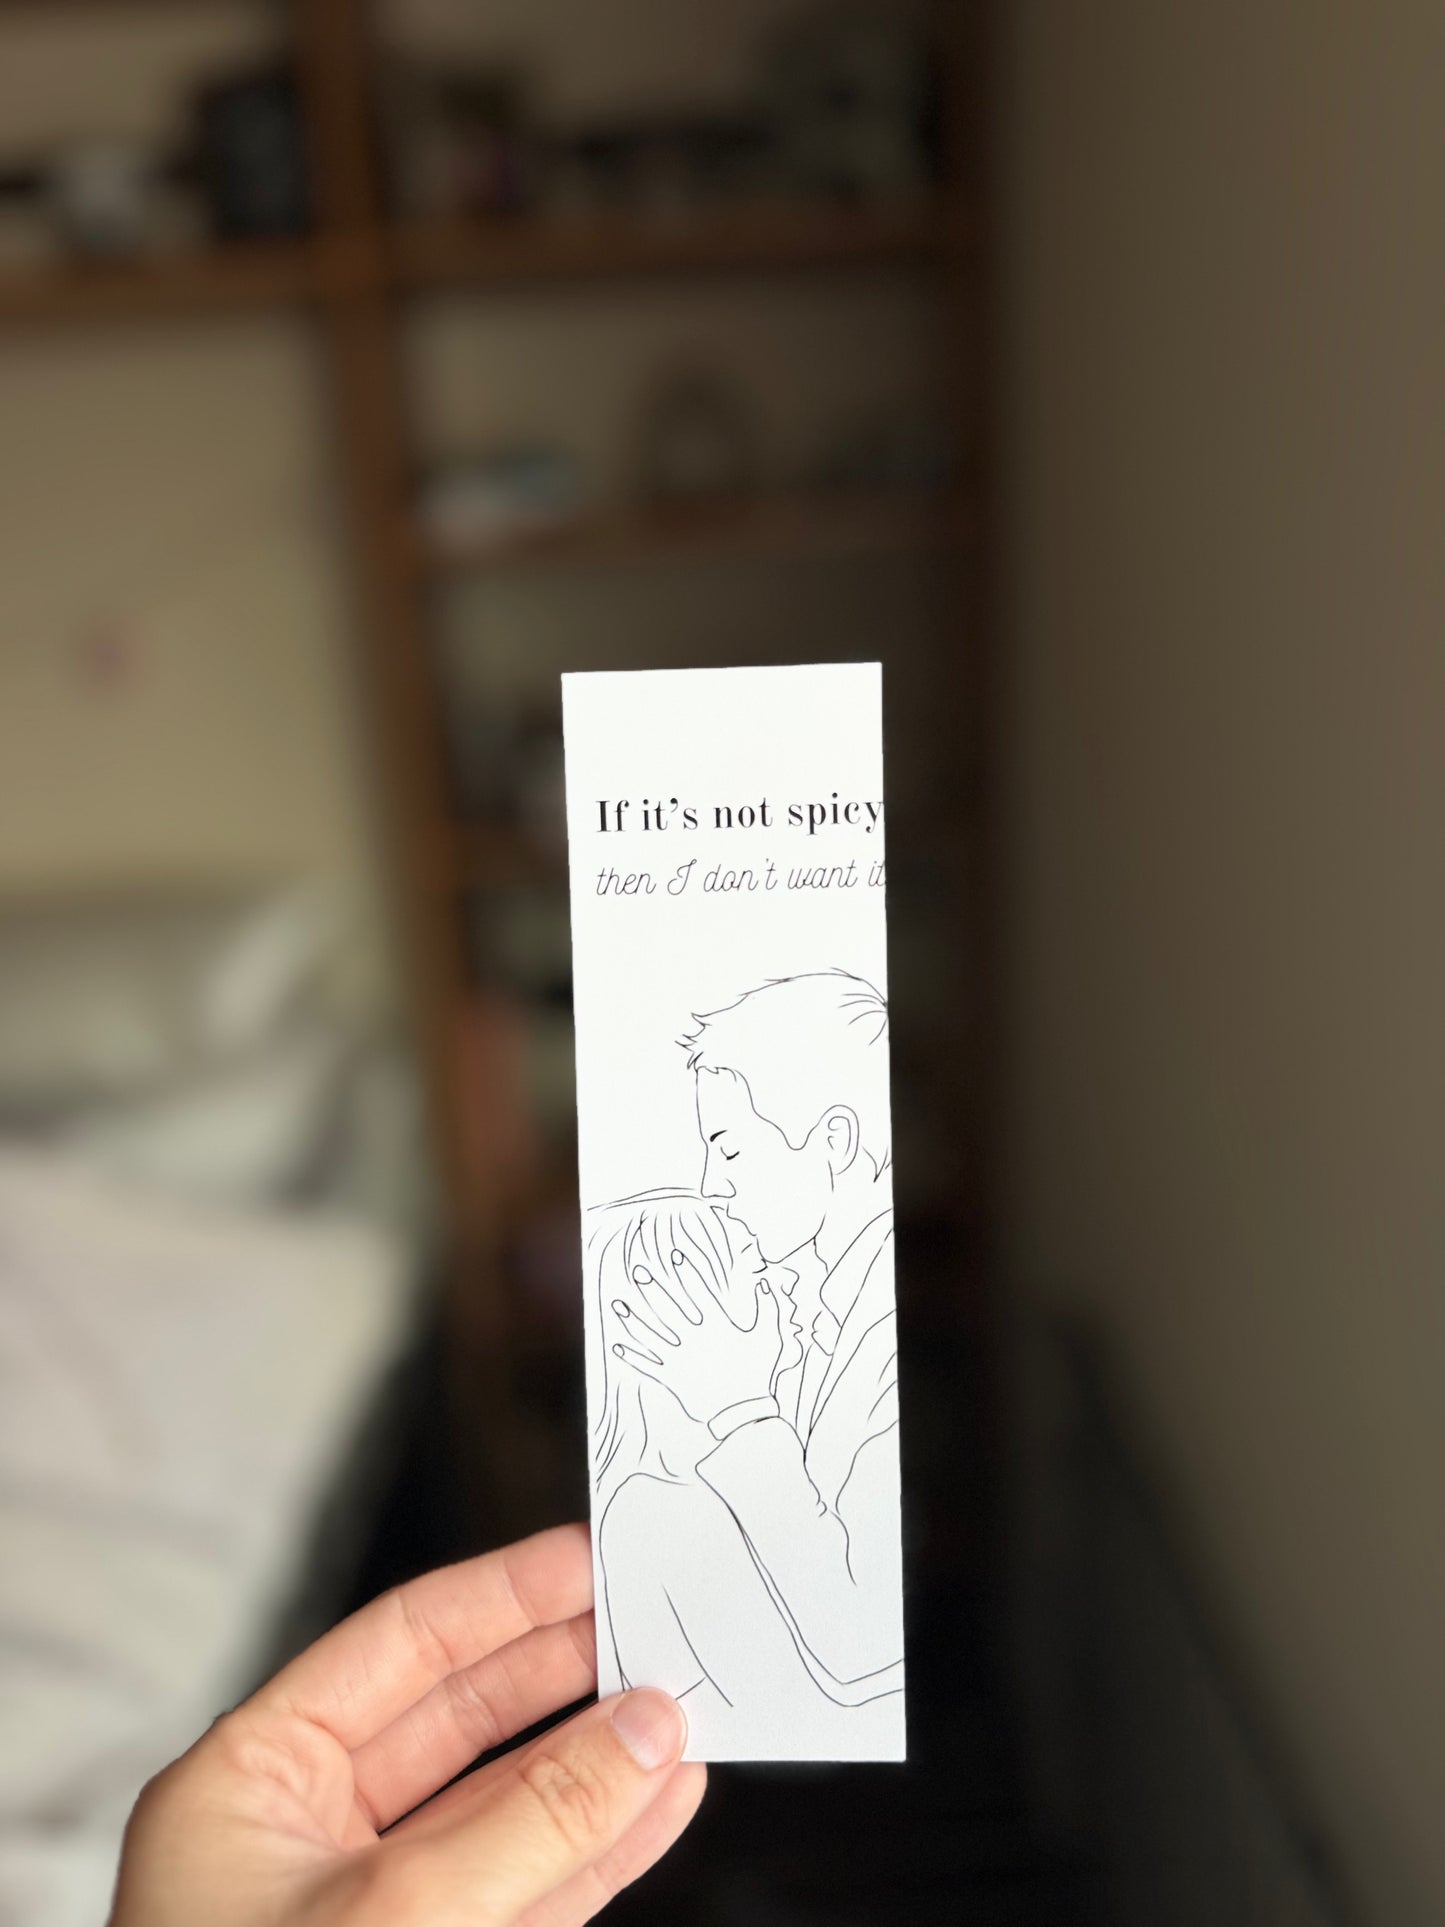 If it's not spicy
then I don't want it